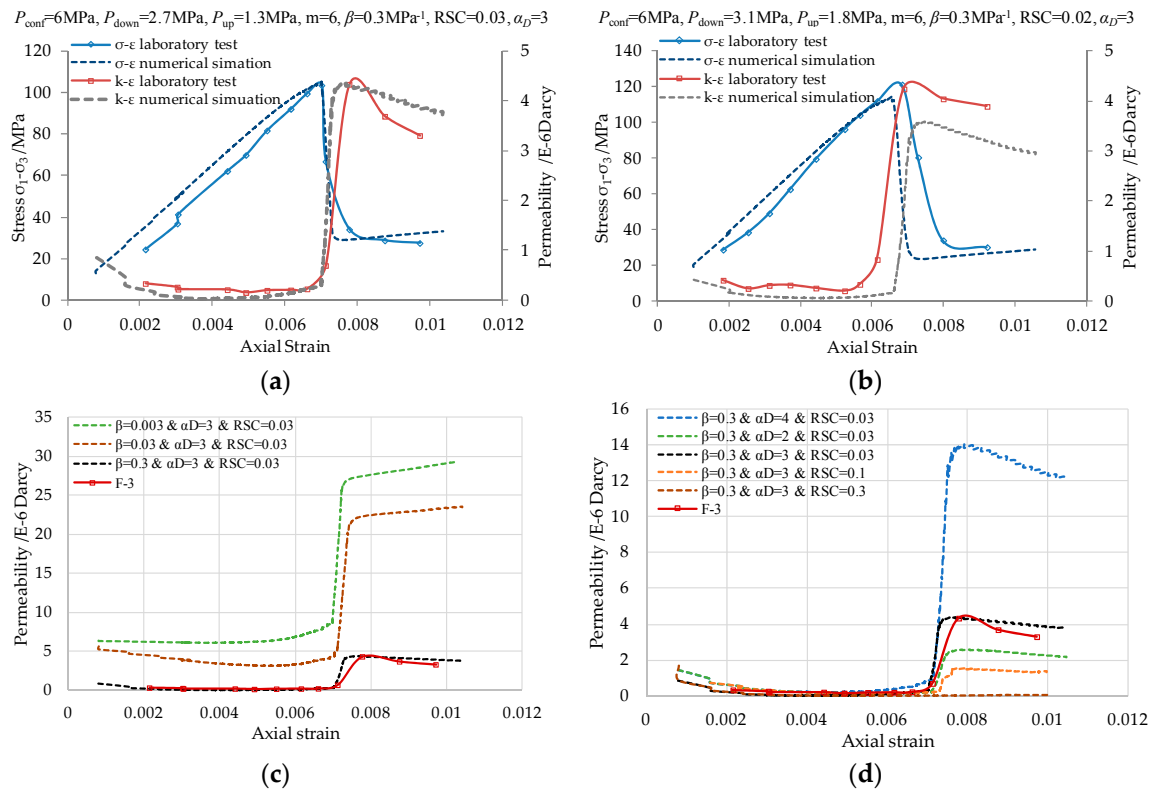 P_conf=6MPa, P_down=2.7MPa, P_up=1.3MPa, m=6, β=0.3MPa⁻¹, RSC=0.03, α_D=3
σ-ε laboratory test
σ-ε numerical simation
k-ε laboratory test
k-ε numerical simuation
120
100
80
60
40
20
0
Stress σ₁-σ₃ /MPa
5
4
3
2
1
0
Permeability /E-6Darcy
0 0.002 0.004 0.006 0.008 0.01 0.012
Axial Strain
(a)
P_conf=6MPa, P_down=3.1MPa, P_up=1.8MPa, m=6, β=0.3MPa⁻¹, RSC=0.02, α_D=3
σ-ε laboratory test
σ-ε numerical simulation
k-ε laboratory test
k-ε numerical simulation
140
120
100
80
60
40
20
0
Stress σ₁-σ₃ /MPa
5
4
3
2
1
0
Permeability /E-6Darcy
0 0.002 0.004 0.006 0.008 0.01 0.012
Axial Strain
(b)
35
30
25
20
15
10
5
0
Permeability /E-6 Darcy
β=0.003 & αD=3 & RSC=0.03
β=0.03 & αD=3 & RSC=0.03
β=0.3 & αD=3 & RSC=0.03
F-3
0 0.002 0.004 0.006 0.008 0.01 0.012
Axial strain
(c)
16
14
12
10
8
6
4
2
0
Permeability /E-6 Darcy
β=0.3 & αD=4 & RSC=0.03
β=0.3 & αD=2 & RSC=0.03
β=0.3 & αD=3 & RSC=0.03
β=0.3 & αD=3 & RSC=0.1
β=0.3 & αD=3 & RSC=0.3
F-3
0 0.002 0.004 0.006 0.008 0.01 0.012
Axial strain
(d)